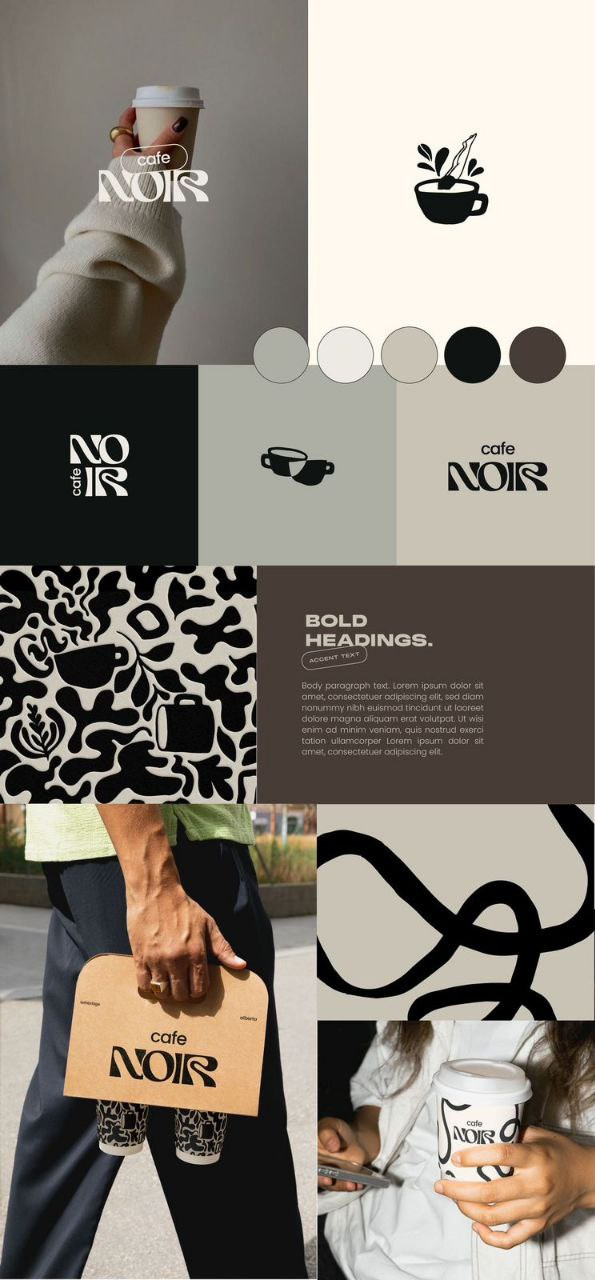 cafe
NOIR
NO
IR
cafe
cafe
NOIR
BOLD
HEADINGS.
ACCENT TEXT
Body paragraph text. Lorem ipsum dolor sit
amet, consectetuer adipiscing elit, sed diam
nonummy nibh euismod tincidunt ut laoreet
dolore magna aliquam erat volutpat. Ut wisi
enim ad minim veniam, quis nostrud exerci
tation ullamcorper Lorem ipsum dolor sit
amet, consectetuer adipiscing elit.
alberta
cafe
NOIR
cafe
NOIR